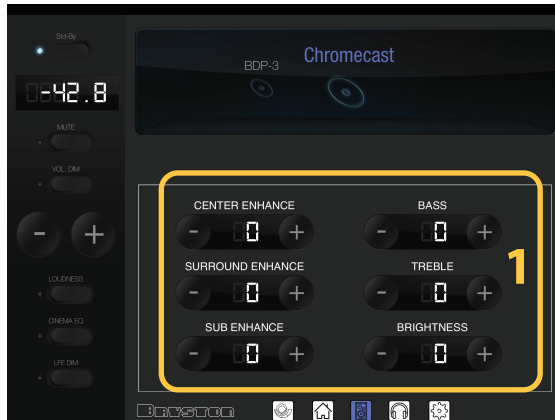 Std-By
-42.8
MUTE
VOL. DIM
- +
LOUDNESS
CINEMA EQ
LFE DIM
BDP-3
Chromecast
CENTER ENHANCE
- 0 +
BASS
- 0 +
SURROUND ENHANCE
- 0 +
TREBLE
- 0 +
SUB ENHANCE
- 0 +
BRIGHTNESS
- 0 +
1
BRYSTON